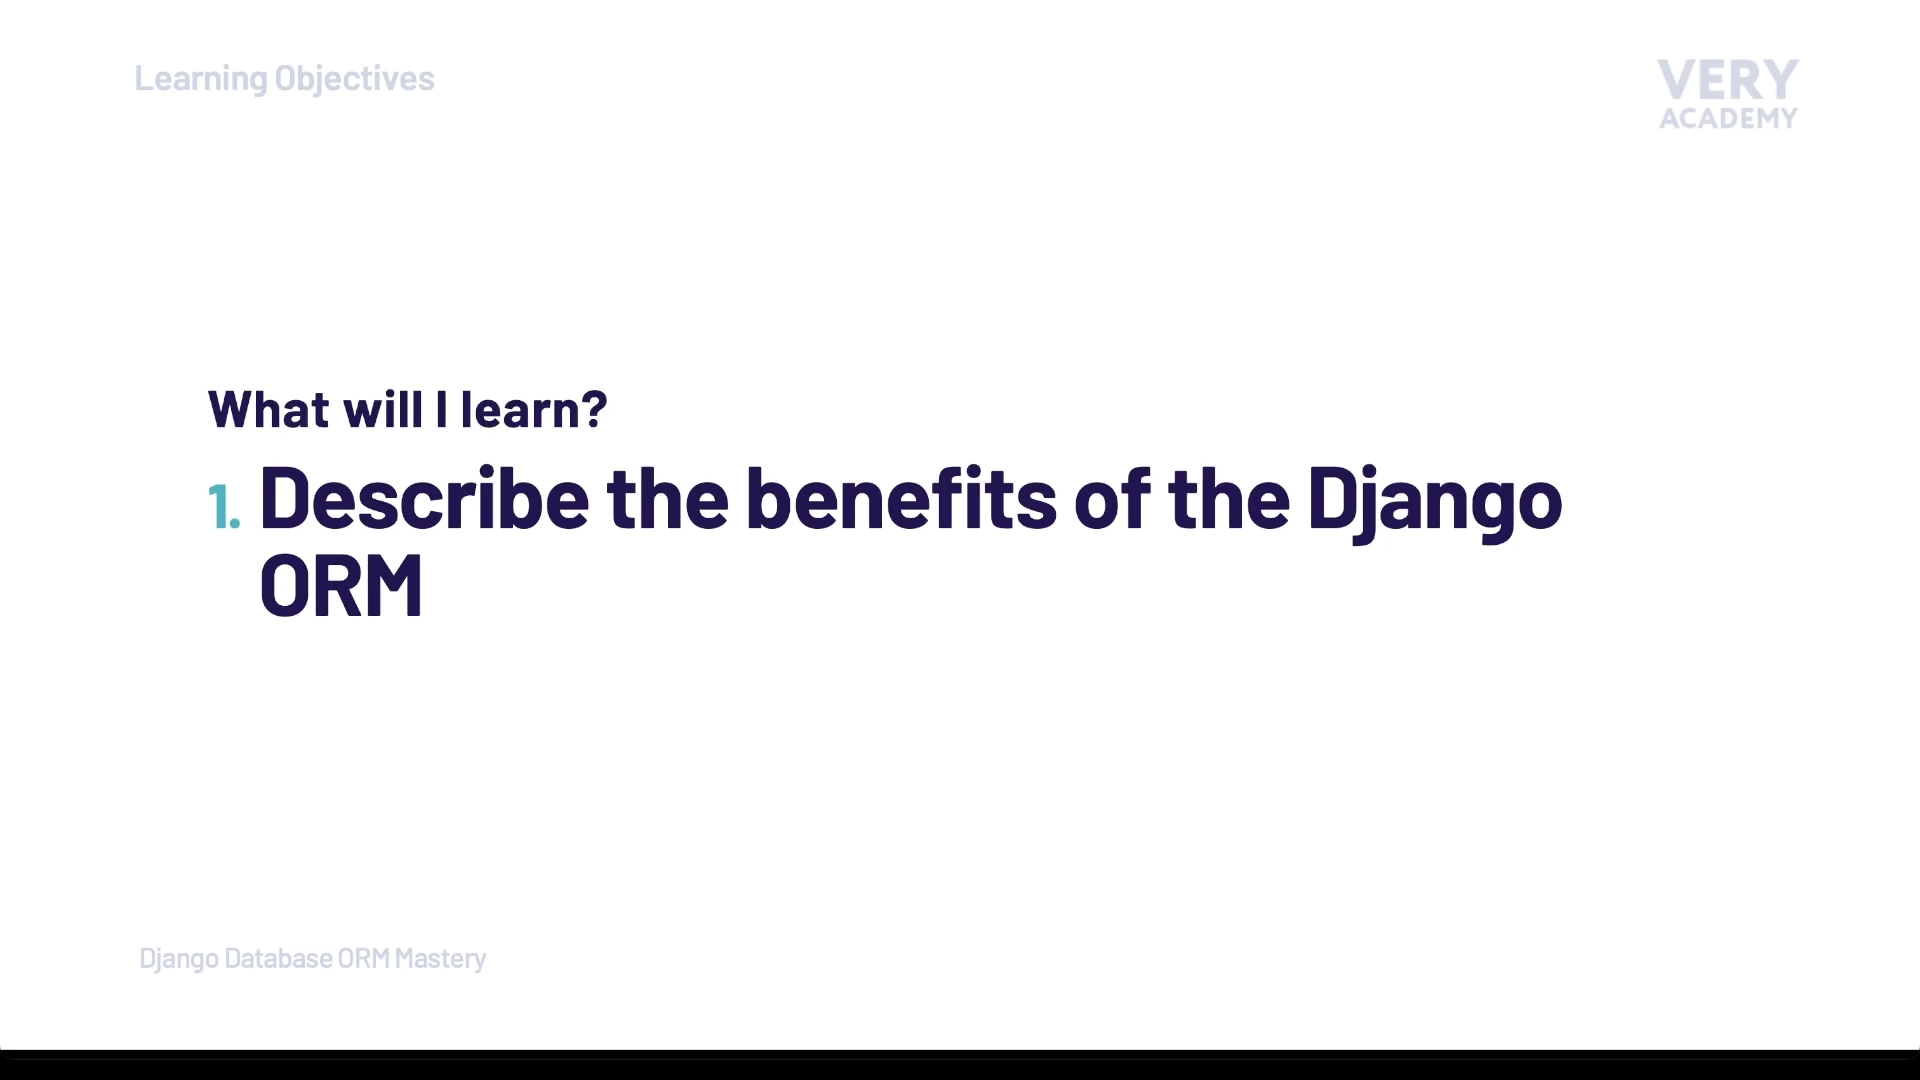 Learning Objectives
VERY
ACADEMY
What will I learn?
1. Describe the benefits of the Django
ORM
Django Database ORM Mastery